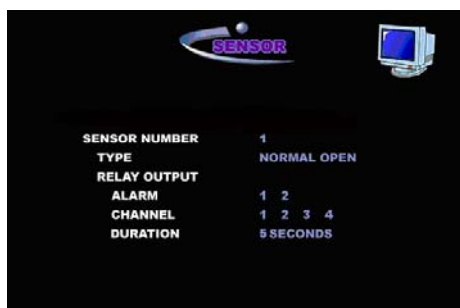 SENSOR
SENSOR NUMBER 1
TYPE NORMAL OPEN
RELAY OUTPUT
ALARM 1 2
CHANNEL 1 2 3 4
DURATION 5 SECONDS